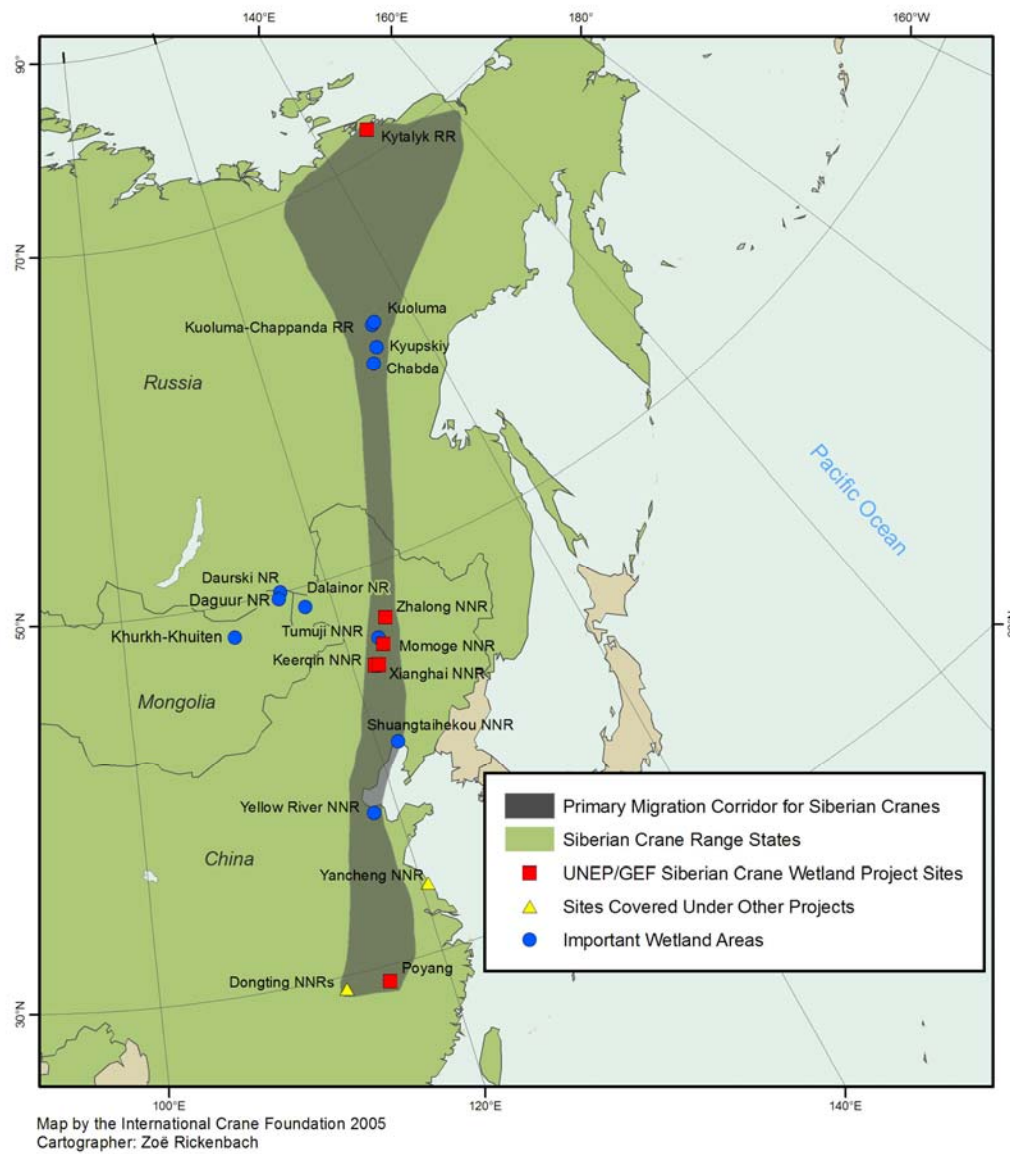 140°E
160°E
180°
160°W
90°
Kytalyk RR
70°N
Kuoluma
Kuoluma-Chappanda RR
Kyupskiy
Chabda
Russia
Pacific Ocean
Daurski NR
Dalainor NR
Daguur NR
Zhalong NNR
50°N
Khurkh-Khuiten
Tumuji NNR
Momoge NNR
Keerqin NNR
Xianghai NNR
Mongolia
Shuangtaihekou NNR
Yellow River NNR
China
Yancheng NNR
Poyang
Dongting NNRs
30°N
Primary Migration Corridor for Siberian Cranes
Siberian Crane Range States
UNEP/GEF Siberian Crane Wetland Project Sites
Sites Covered Under Other Projects
Important Wetland Areas
100°E
120°E
140°E
Map by the International Crane Foundation 2005
Cartographer: Zoë Rickenbach